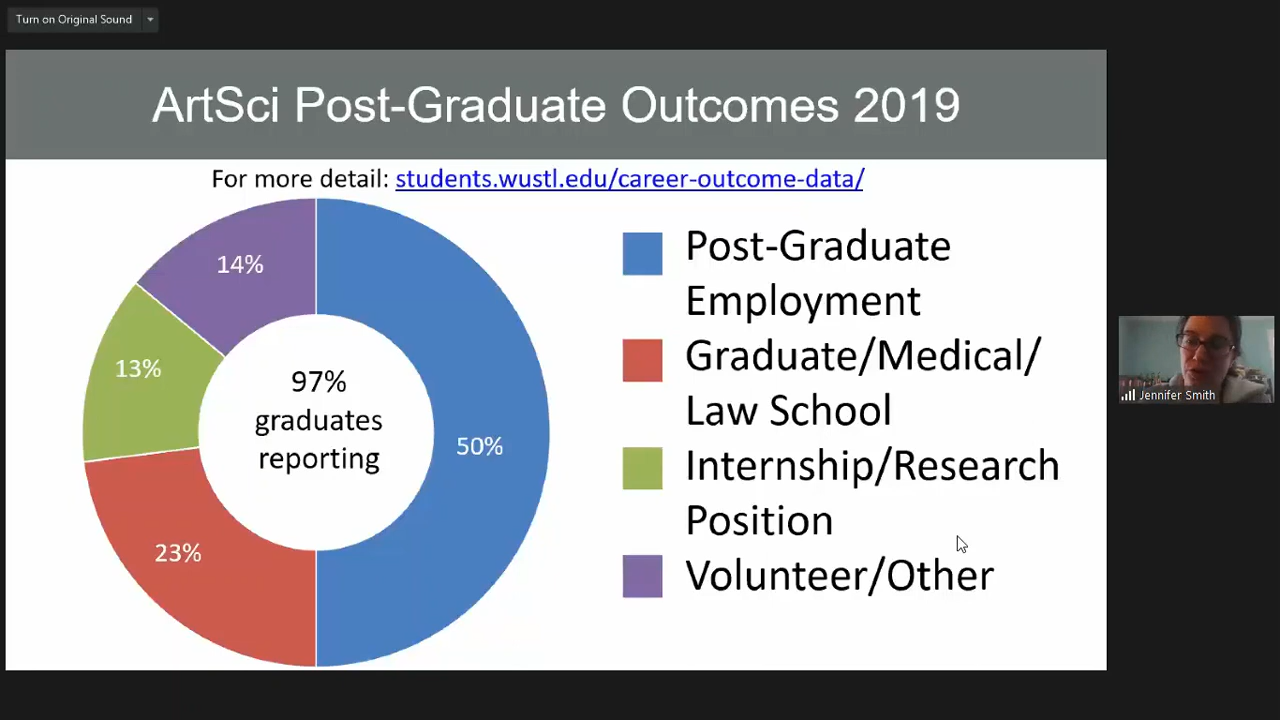 Turn on Original Sound
ArtSci Post-Graduate Outcomes 2019
For more detail: students.wustl.edu/career-outcome-data/
14%
13%
97%
graduates
reporting
50%
23%
Post-Graduate
Employment
Graduate/Medical/
Law School
Internship/Research
Position
Volunteer/Other
Jennifer Smith